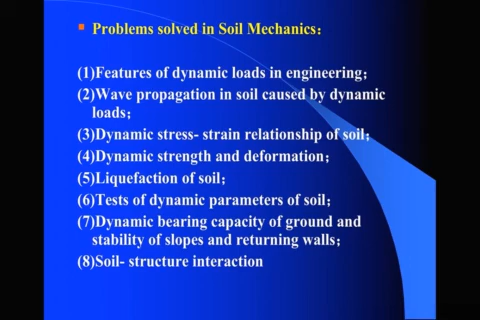 Problems solved in Soil Mechanics：
(1)Features of dynamic loads in engineering；
(2)Wave propagation in soil caused by dynamic
loads；
(3)Dynamic stress- strain relationship of soil；
(4)Dynamic strength and deformation；
(5)Liquefaction of soil；
(6)Tests of dynamic parameters of soil；
(7)Dynamic bearing capacity of ground and
stability of slopes and returning walls；
(8)Soil- structure interaction